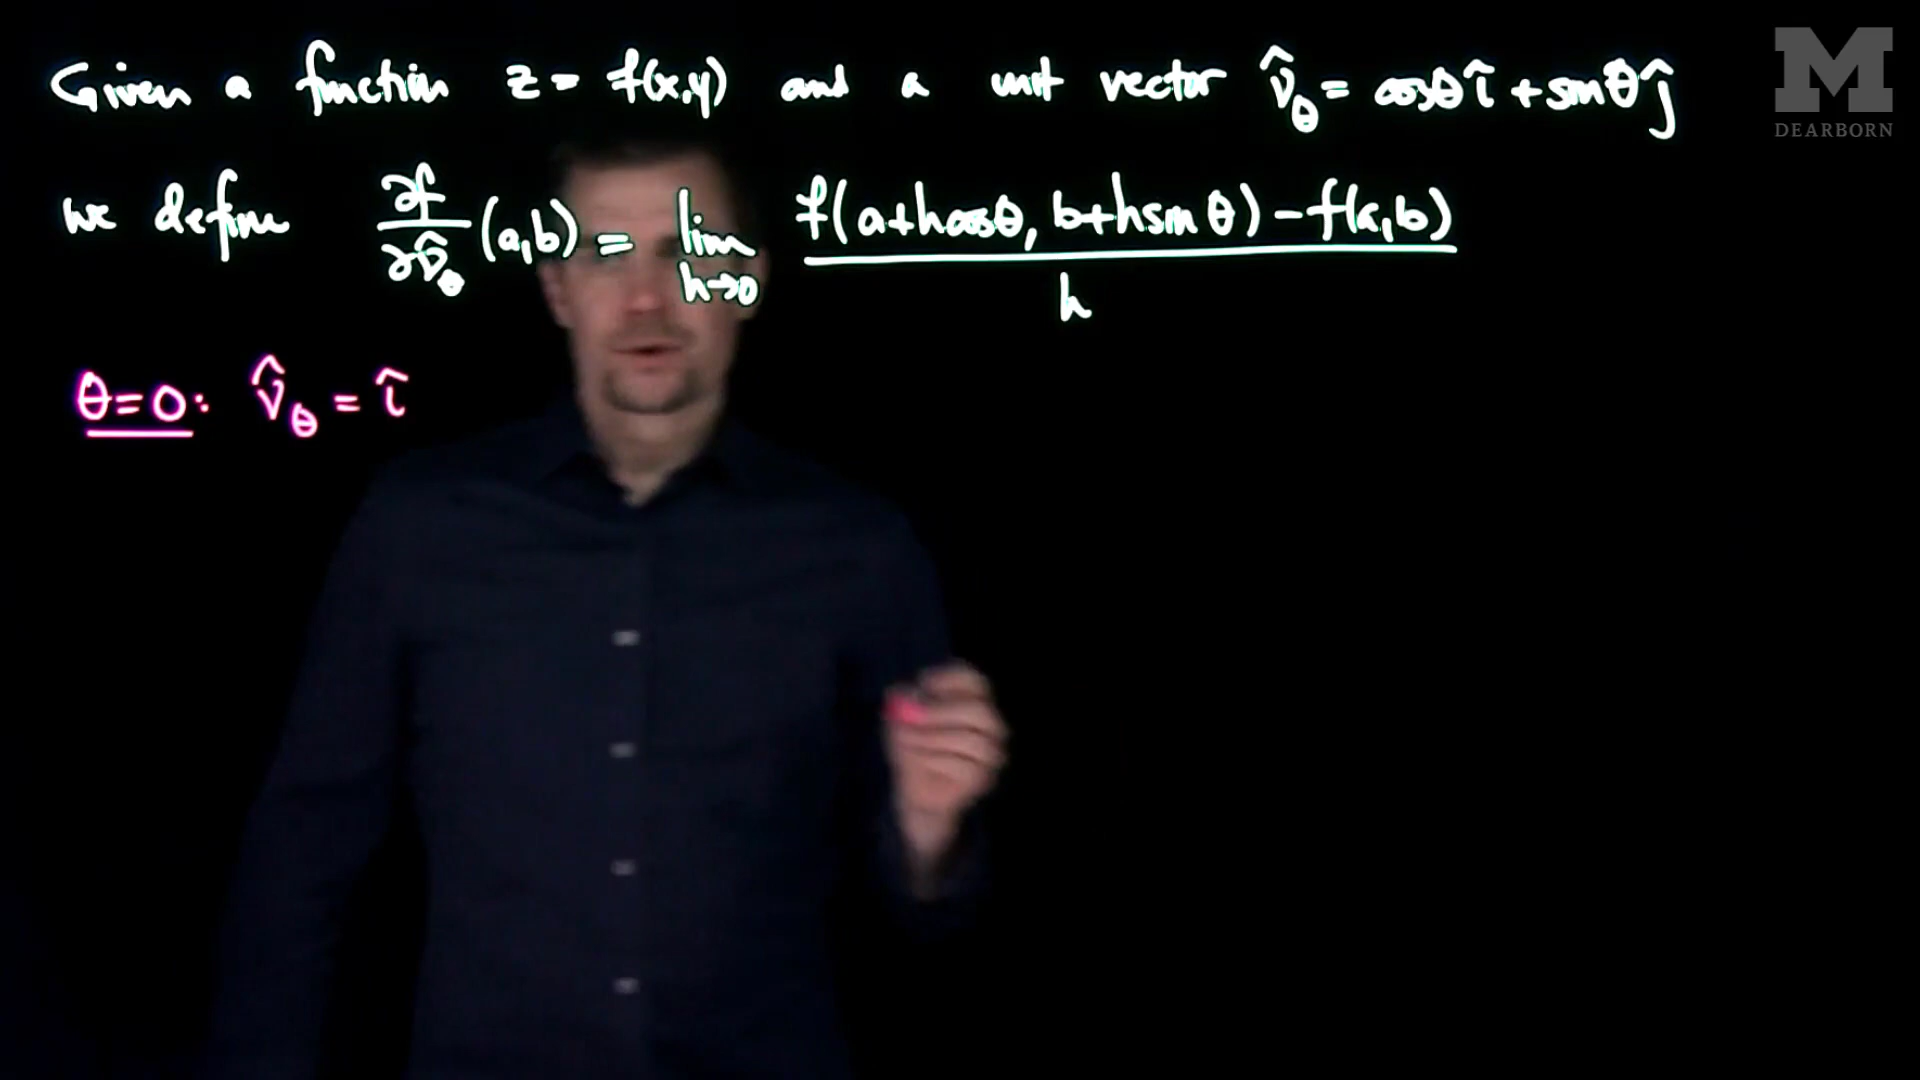 Given a function z = f(x,y) and a unit vector v̂_θ = cosθ î + sinθ ĵ
M
DEARBORN
we define ∂f/∂v̂_θ (a,b) = lim_{h→0} (f(a+hcosθ, b+hsinθ) - f(a,b))/h
θ=0: v̂_θ = î